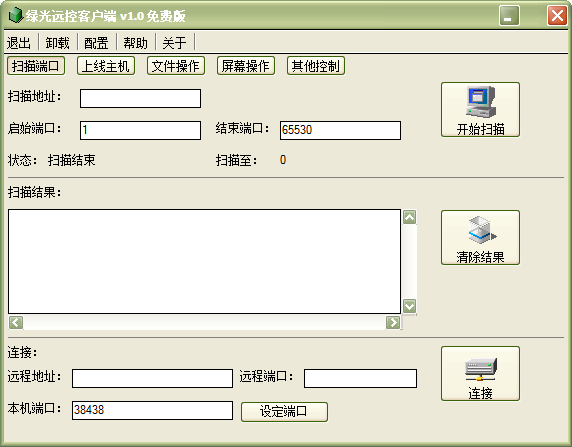 绿光远控客户端 v1.0 免费版
退出 卸载 配置 帮助 关于
扫描端口 上线主机 文件操作 屏幕操作 其他控制
扫描地址：
启始端口： 1 结束端口： 65530
开始扫描
状态： 扫描结束 扫描至： 0
扫描结果：
清除结果
连接：
远程地址： 远程端口：
连接
本机端口： 38438 设定端口